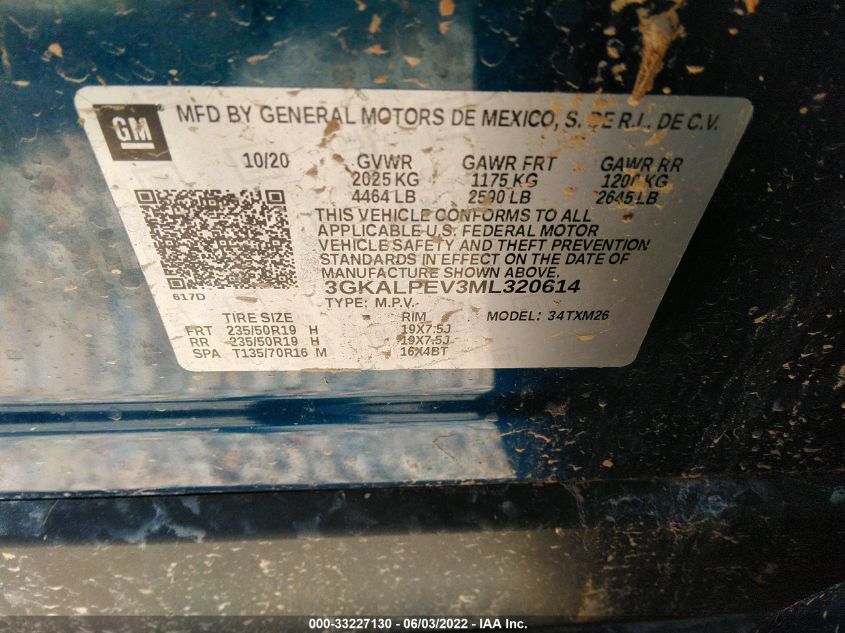 GM
MFD BY GENERAL MOTORS DE MEXICO, S. DE R.L. DE C.V.
10/20 GVWR GAWR FRT GAWR RR
2025 KG 1175 KG 1200 KG
4464 LB 2590 LB 2645 LB
THIS VEHICLE CONFORMS TO ALL
APPLICABLE U.S. FEDERAL MOTOR
VEHICLE SAFETY AND THEFT PREVENTION
STANDARDS IN EFFECT ON THE DATE OF
MANUFACTURE SHOWN ABOVE.
617D
3GKALPEV3ML320614
TYPE: M.P.V.
TIRE SIZE RIM MODEL: 34TXM26
FRT 235/50R19 H 19X7.5J
RR 235/50R19 H 19X7.5J
SPA T135/70R16 M 16X4BT
000-33227130 - 06/03/2022 - IAA Inc.